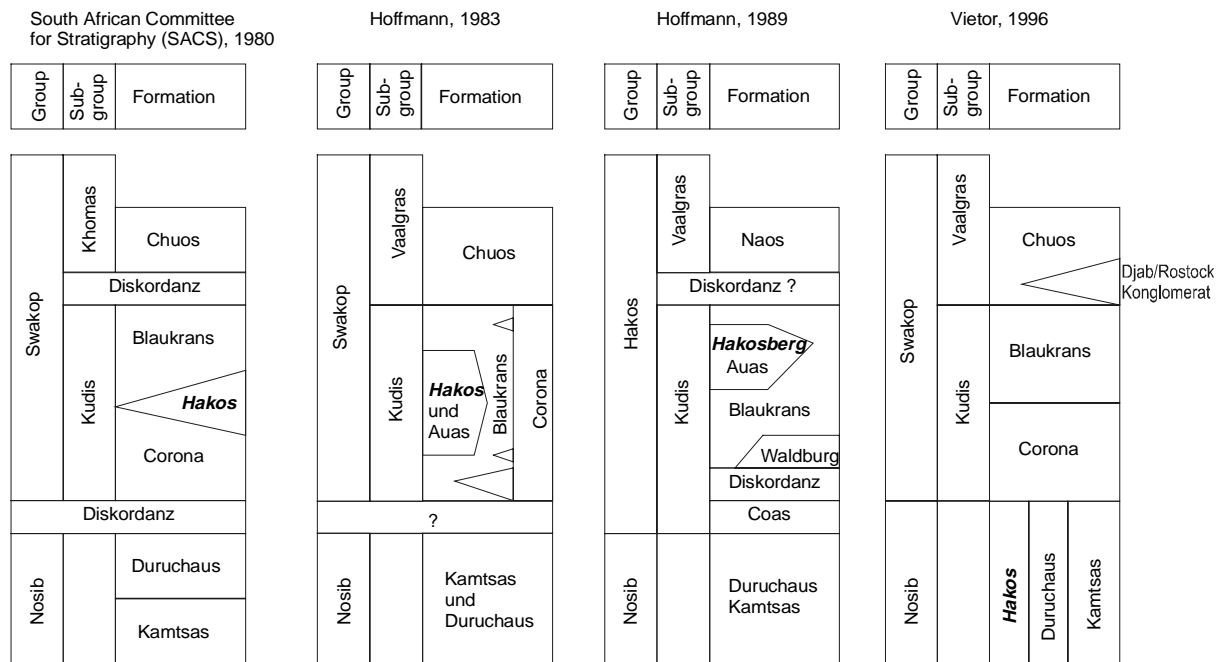 South African Committee
for Stratigraphy (SACS), 1980
Group
Sub-
group
Formation
Swakop
Khomas
Chuos
Diskordanz
Kudis
Blaukrans
Hakos
Corona
Diskordanz
Nosib
Duruchaus
Kamtsas
Hoffmann, 1983
Group
Sub-
group
Formation
Swakop
Vaalgras
Chuos
Kudis
Hakos
und
Auas
Blaukrans
Corona
?
Nosib
Kamtsas
und
Duruchaus
Hoffmann, 1989
Group
Sub-
group
Formation
Hakos
Vaalgras
Naos
Diskordanz ?
Kudis
Hakosberg
Auas
Blaukrans
Waldburg
Diskordanz
Coas
Nosib
Duruchaus
Kamtsas
Vietor, 1996
Group
Sub-
group
Formation
Swakop
Vaalgras
Chuos
Djab/Rostock
Konglomerat
Kudis
Blaukrans
Corona
Nosib
Hakos
Duruchaus
Kamtsas